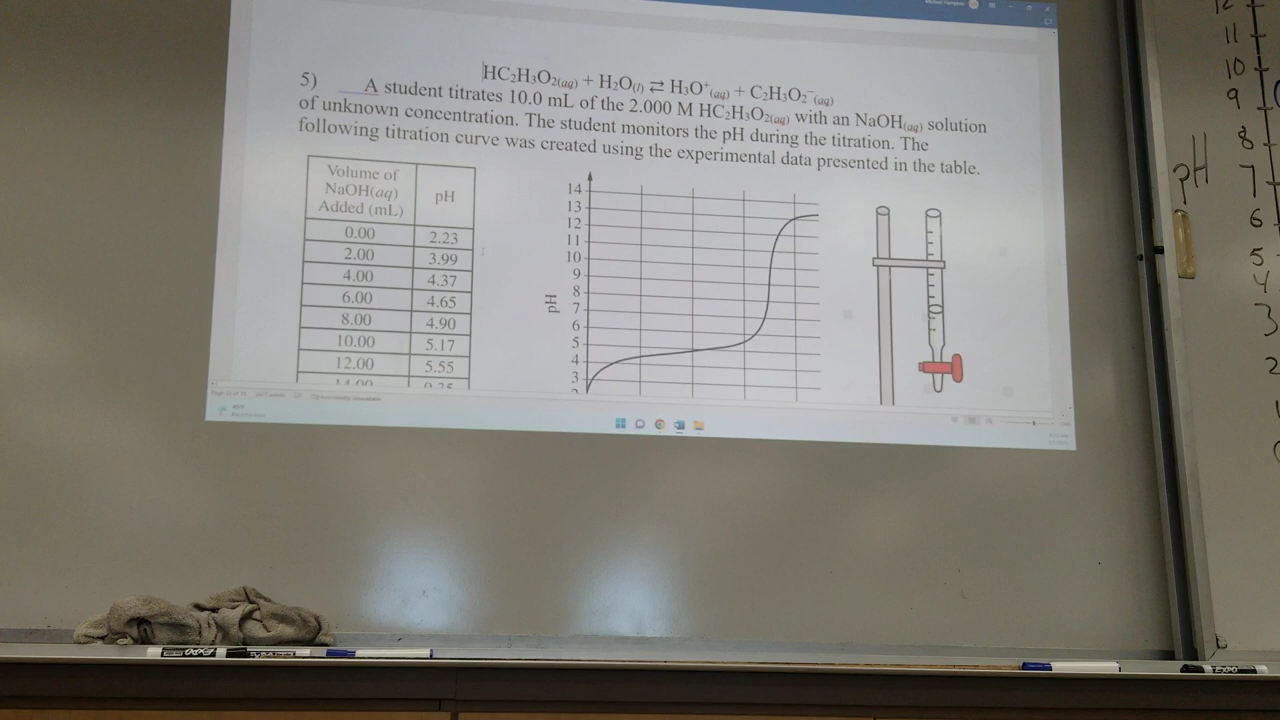 HC₂H₃O₂(aq) + H₂O(l) ⇄ H₃O⁺(aq) + C₂H₃O₂⁻(aq)
5) A student titrates 10.0 mL of the 2.000 M HC₂H₃O₂(aq) with an NaOH(aq) solution
of unknown concentration. The student monitors the pH during the titration. The
following titration curve was created using the experimental data presented in the table.
Volume of
NaOH(aq)
Added (mL)
pH
0.00 2.23
2.00 3.99
4.00 4.37
6.00 4.65
8.00 4.90
10.00 5.17
12.00 5.55
pH
14
13
12
11
10
9
8
7
6
5
4
3
12
11
10
9
8
7
6
5
4
3
2
pH
EXPO
EXPO